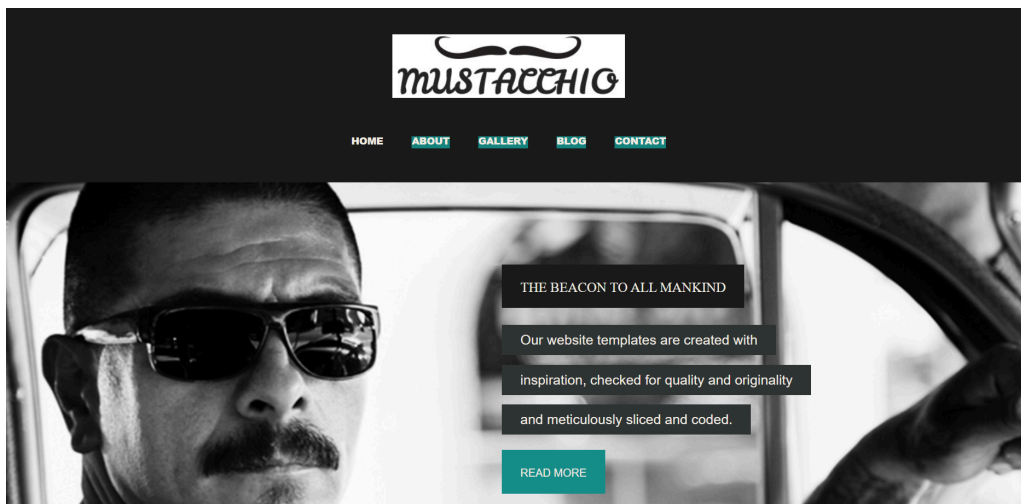 MUSTACCHIO
HOME ABOUT GALLERY BLOG CONTACT
THE BEACON TO ALL MANKIND
Our website templates are created with
inspiration, checked for quality and originality
and meticulously sliced and coded.
READ MORE